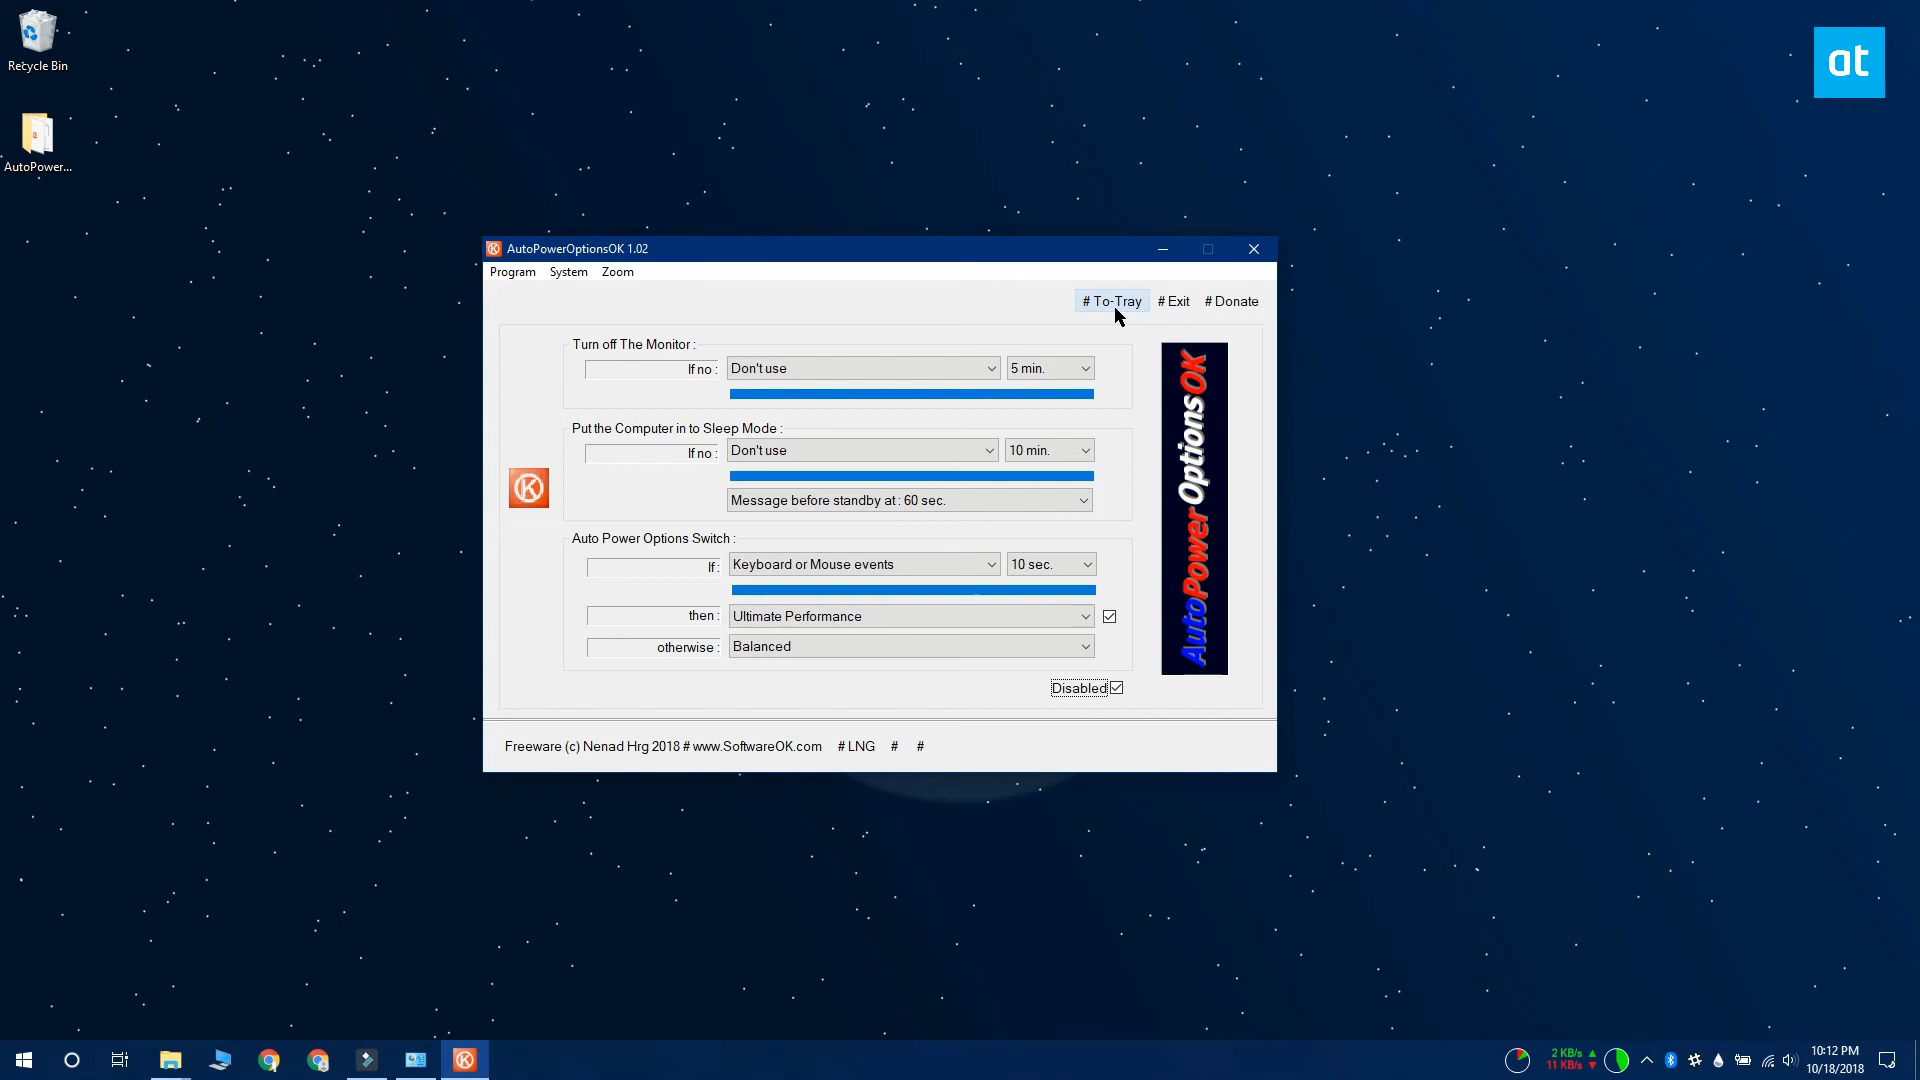 Recycle Bin
AutoPower...
at
AutoPowerOptionsOK 1.02
Program System Zoom
# To-Tray # Exit # Donate
Turn off The Monitor :
If no : Don't use 5 min.
Put the Computer in to Sleep Mode :
If no : Don't use 10 min.
Message before standby at : 60 sec.
Auto Power Options Switch :
If : Keyboard or Mouse events 10 sec.
then : Ultimate Performance
otherwise : Balanced
Disabled
AutoPowerOptionsOK
Freeware (c) Nenad Hrg 2018 # www.SoftwareOK.com # LNG # #
2 KB/s
11 KB/s
10:12 PM
10/18/2018